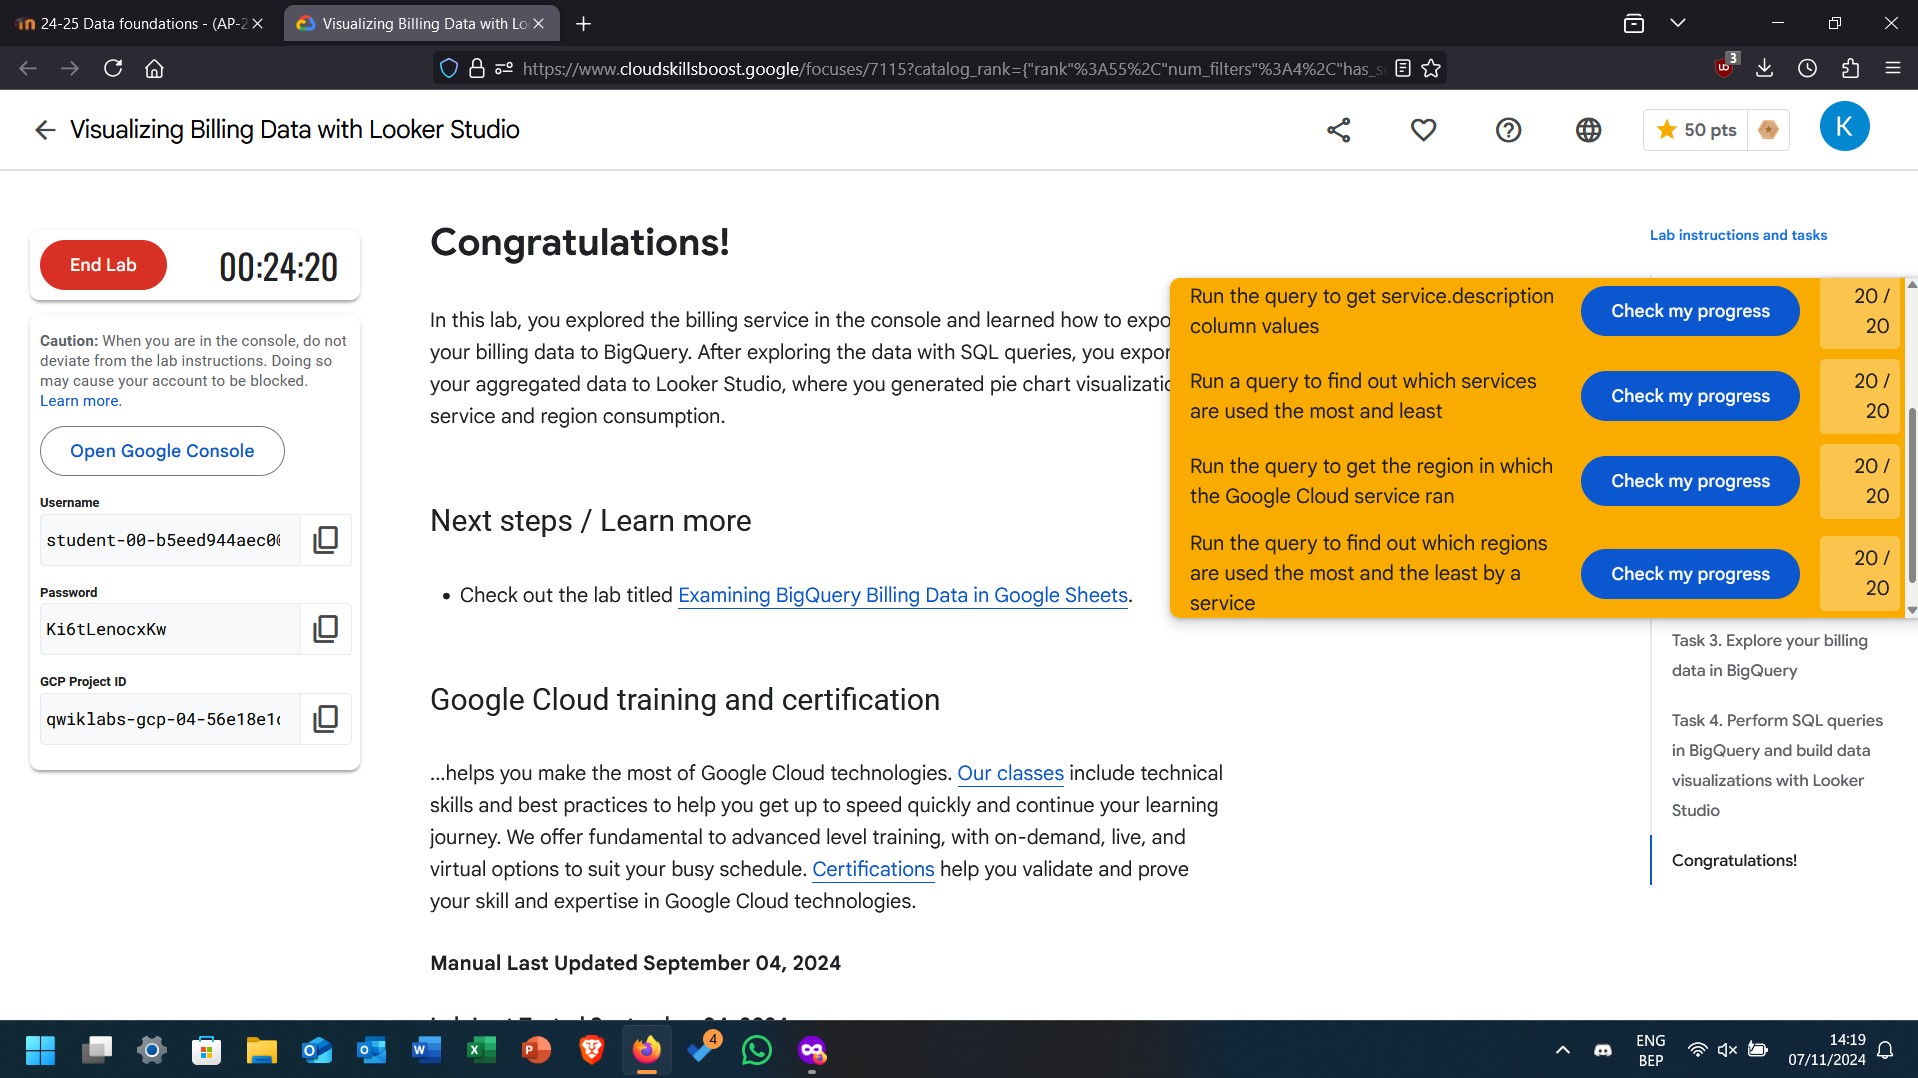 24-25 Data foundations - (AP-2
Visualizing Billing Data with Lo
https://www.cloudskillsboost.google/focuses/7115?catalog_rank={"rank"%3A55%2C"num_filters"%3A4%2C"has_s
3
Visualizing Billing Data with Looker Studio
50 pts
K
End Lab
00:24:20
Caution: When you are in the console, do not
deviate from the lab instructions. Doing so
may cause your account to be blocked.
Learn more.
Open Google Console
Username
student-00-b5eed944aec0
Password
Ki6tLenocxKw
GCP Project ID
qwiklabs-gcp-04-56e18e1
Congratulations!
In this lab, you explored the billing service in the console and learned how to expo
your billing data to BigQuery. After exploring the data with SQL queries, you expor
your aggregated data to Looker Studio, where you generated pie chart visualizatio
service and region consumption.
Next steps / Learn more
• Check out the lab titled Examining BigQuery Billing Data in Google Sheets.
Google Cloud training and certification
...helps you make the most of Google Cloud technologies. Our classes include technical
skills and best practices to help you get up to speed quickly and continue your learning
journey. We offer fundamental to advanced level training, with on-demand, live, and
virtual options to suit your busy schedule. Certifications help you validate and prove
your skill and expertise in Google Cloud technologies.
Manual Last Updated September 04, 2024
Lab Last Tested September 04, 2024
Lab instructions and tasks
Run the query to get service.description
column values
Check my progress
20 /
20
Run a query to find out which services
are used the most and least
Check my progress
20 /
20
Run the query to get the region in which
the Google Cloud service ran
Check my progress
20 /
20
Run the query to find out which regions
are used the most and the least by a
service
Check my progress
20 /
20
Task 3. Explore your billing
data in BigQuery
Task 4. Perform SQL queries
in BigQuery and build data
visualizations with Looker
Studio
Congratulations!
4
ENG
BEP
14:19
07/11/2024